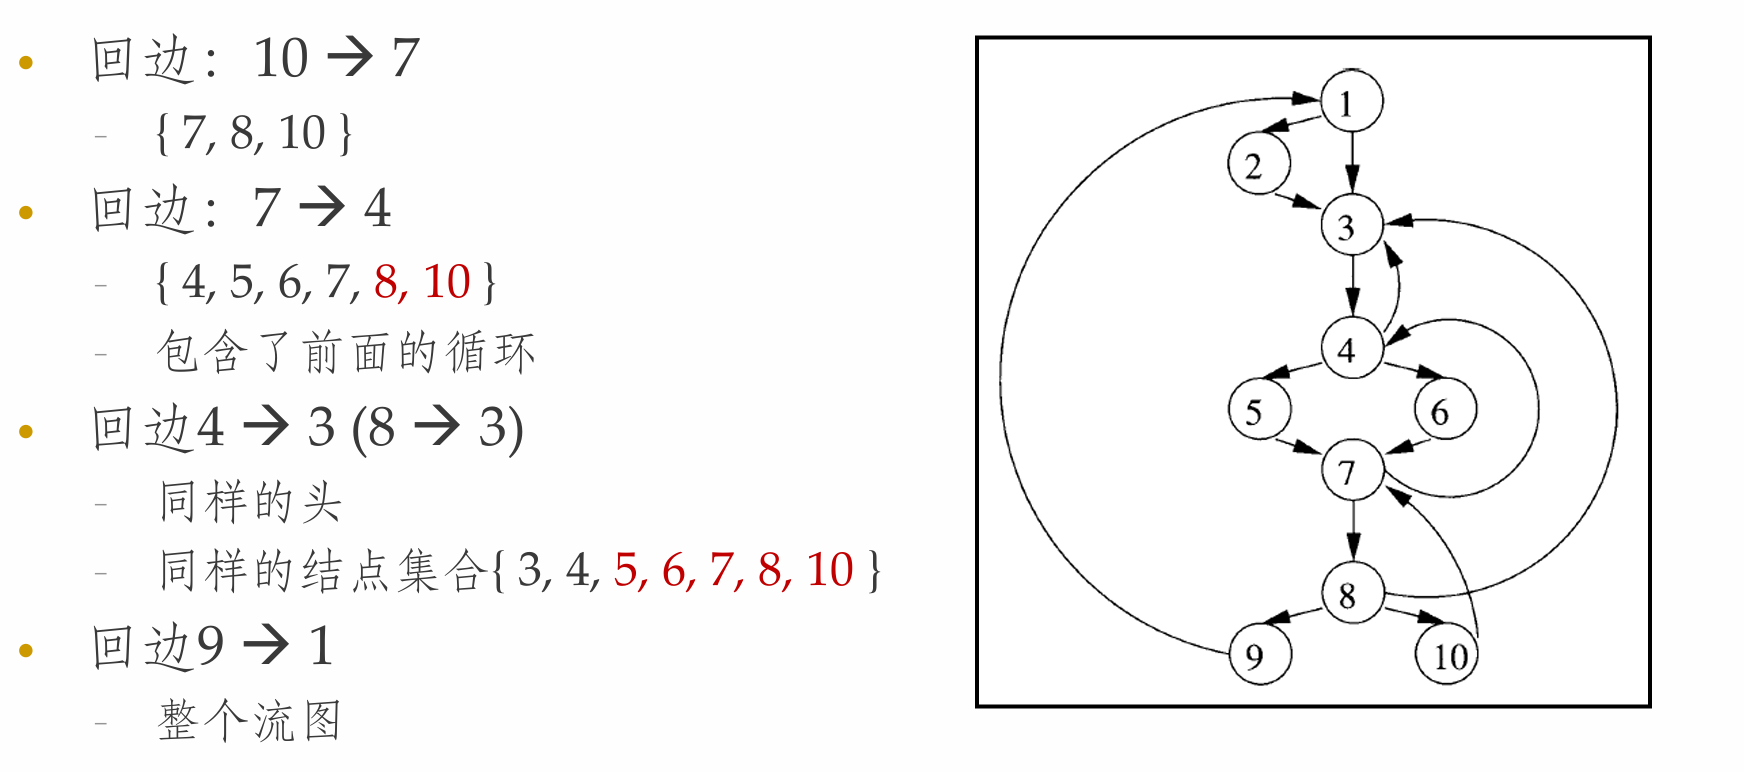 • 回边：10 → 7
– { 7, 8, 10 }
• 回边：7 → 4
– { 4, 5, 6, 7, 8, 10 }
– 包含了前面的循环
• 回边4 → 3 (8 → 3)
– 同样的头
– 同样的结点集合{ 3, 4, 5, 6, 7, 8, 10 }
• 回边9 → 1
– 整个流图
1
2
3
4
5
6
7
8
9
10